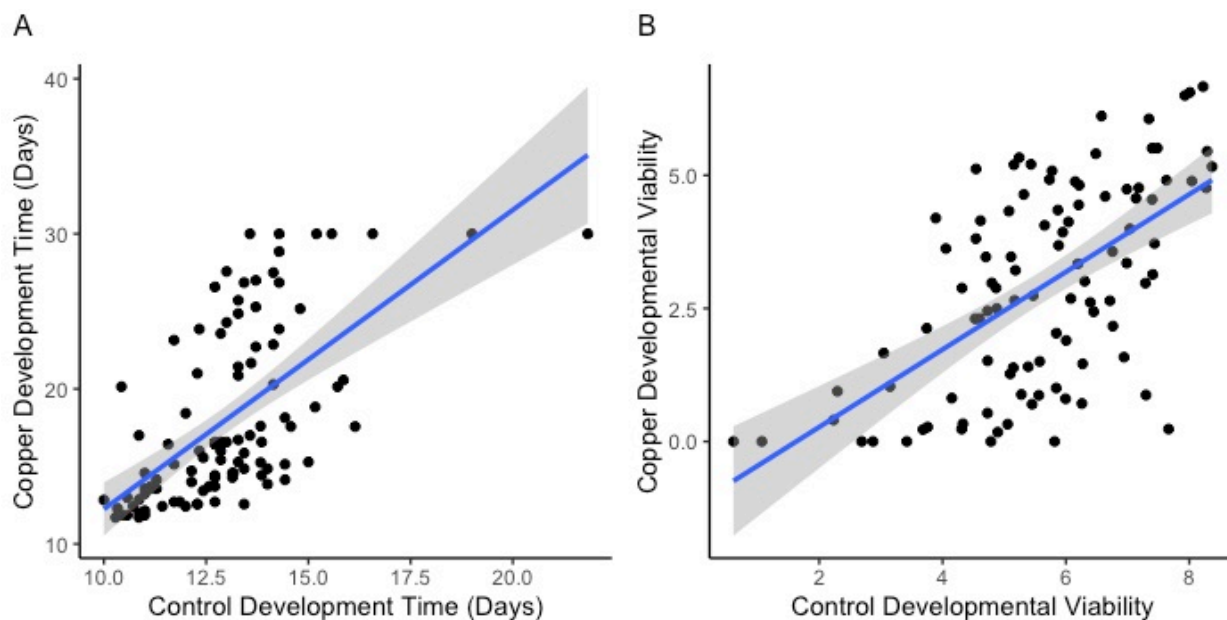 A
Copper Development Time (Days)
40
30
20
10
10.0 12.5 15.0 17.5 20.0
Control Development Time (Days)
B
Copper Developmental Viability
5.0
2.5
0.0
2 4 6 8
Control Developmental Viability